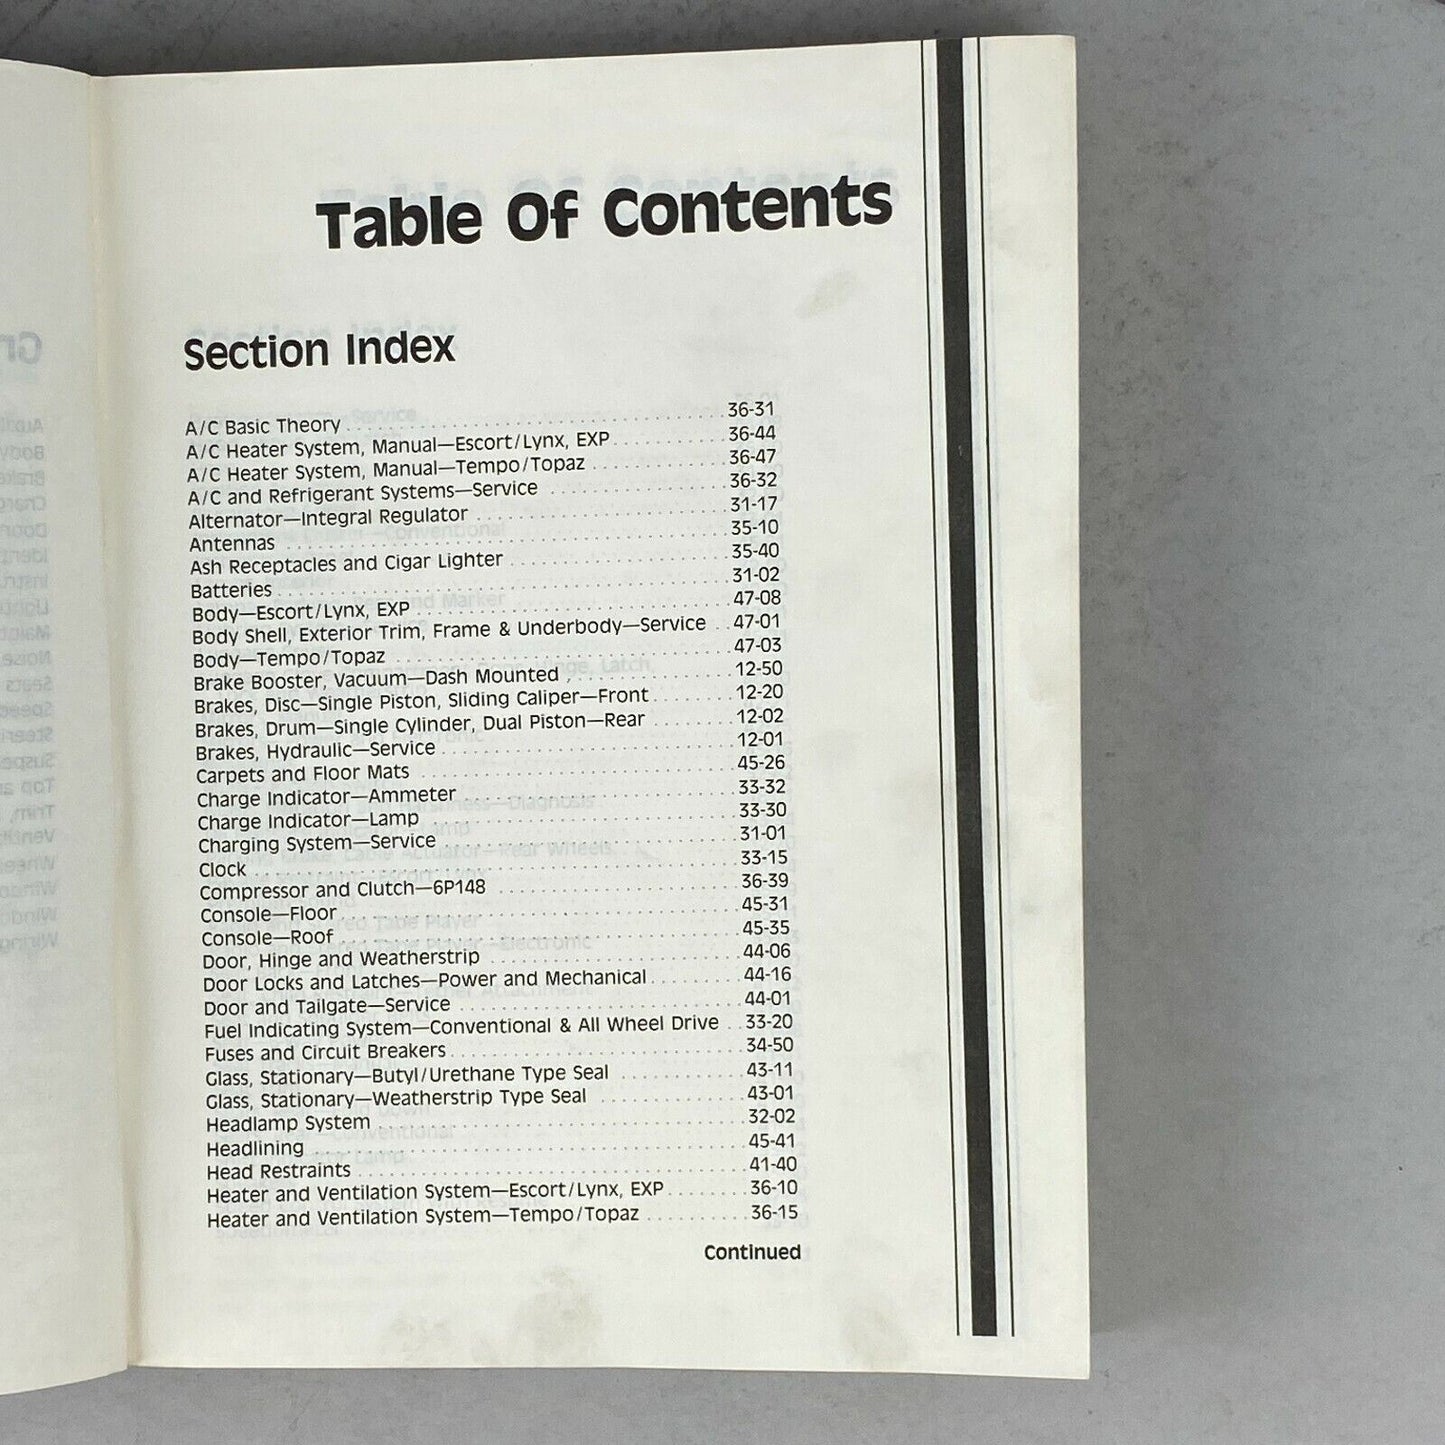 Table Of Contents
Section Index
A/C Basic Theory 36-31
A/C Heater System, Manual—Escort/Lynx, EXP 36-44
A/C Heater System, Manual—Tempo/Topaz 36-47
A/C and Refrigerant Systems—Service 36-32
Alternator—Integral Regulator 31-17
Antennas 35-10
Ash Receptacles and Cigar Lighter 35-40
Batteries 31-02
Body—Escort/Lynx, EXP 47-08
Body Shell, Exterior Trim, Frame & Underbody—Service 47-01
Body—Tempo/Topaz 47-03
Brake Booster, Vacuum—Dash Mounted 12-50
Brakes, Disc—Single Piston, Sliding Caliper—Front 12-20
Brakes, Drum—Single Cylinder, Dual Piston—Rear 12-02
Brakes, Hydraulic—Service 12-01
Carpets and Floor Mats 45-26
Charge Indicator—Ammeter 33-32
Charge Indicator—Lamp 33-30
Charging System—Service 31-01
Clock 33-15
Compressor and Clutch—6P148 36-39
Console—Floor 45-31
Console—Roof 45-35
Door, Hinge and Weatherstrip 44-06
Door Locks and Latches—Power and Mechanical 44-16
Door and Tailgate—Service 44-01
Fuel Indicating System—Conventional & All Wheel Drive 33-20
Fuses and Circuit Breakers 34-50
Glass, Stationary—Butyl/Urethane Type Seal 43-11
Glass, Stationary—Weatherstrip Type Seal 43-01
Headlamp System 32-02
Headlining 45-41
Head Restraints 41-40
Heater and Ventilation System—Escort/Lynx, EXP 36-10
Heater and Ventilation System—Tempo/Topaz 36-15
Continued